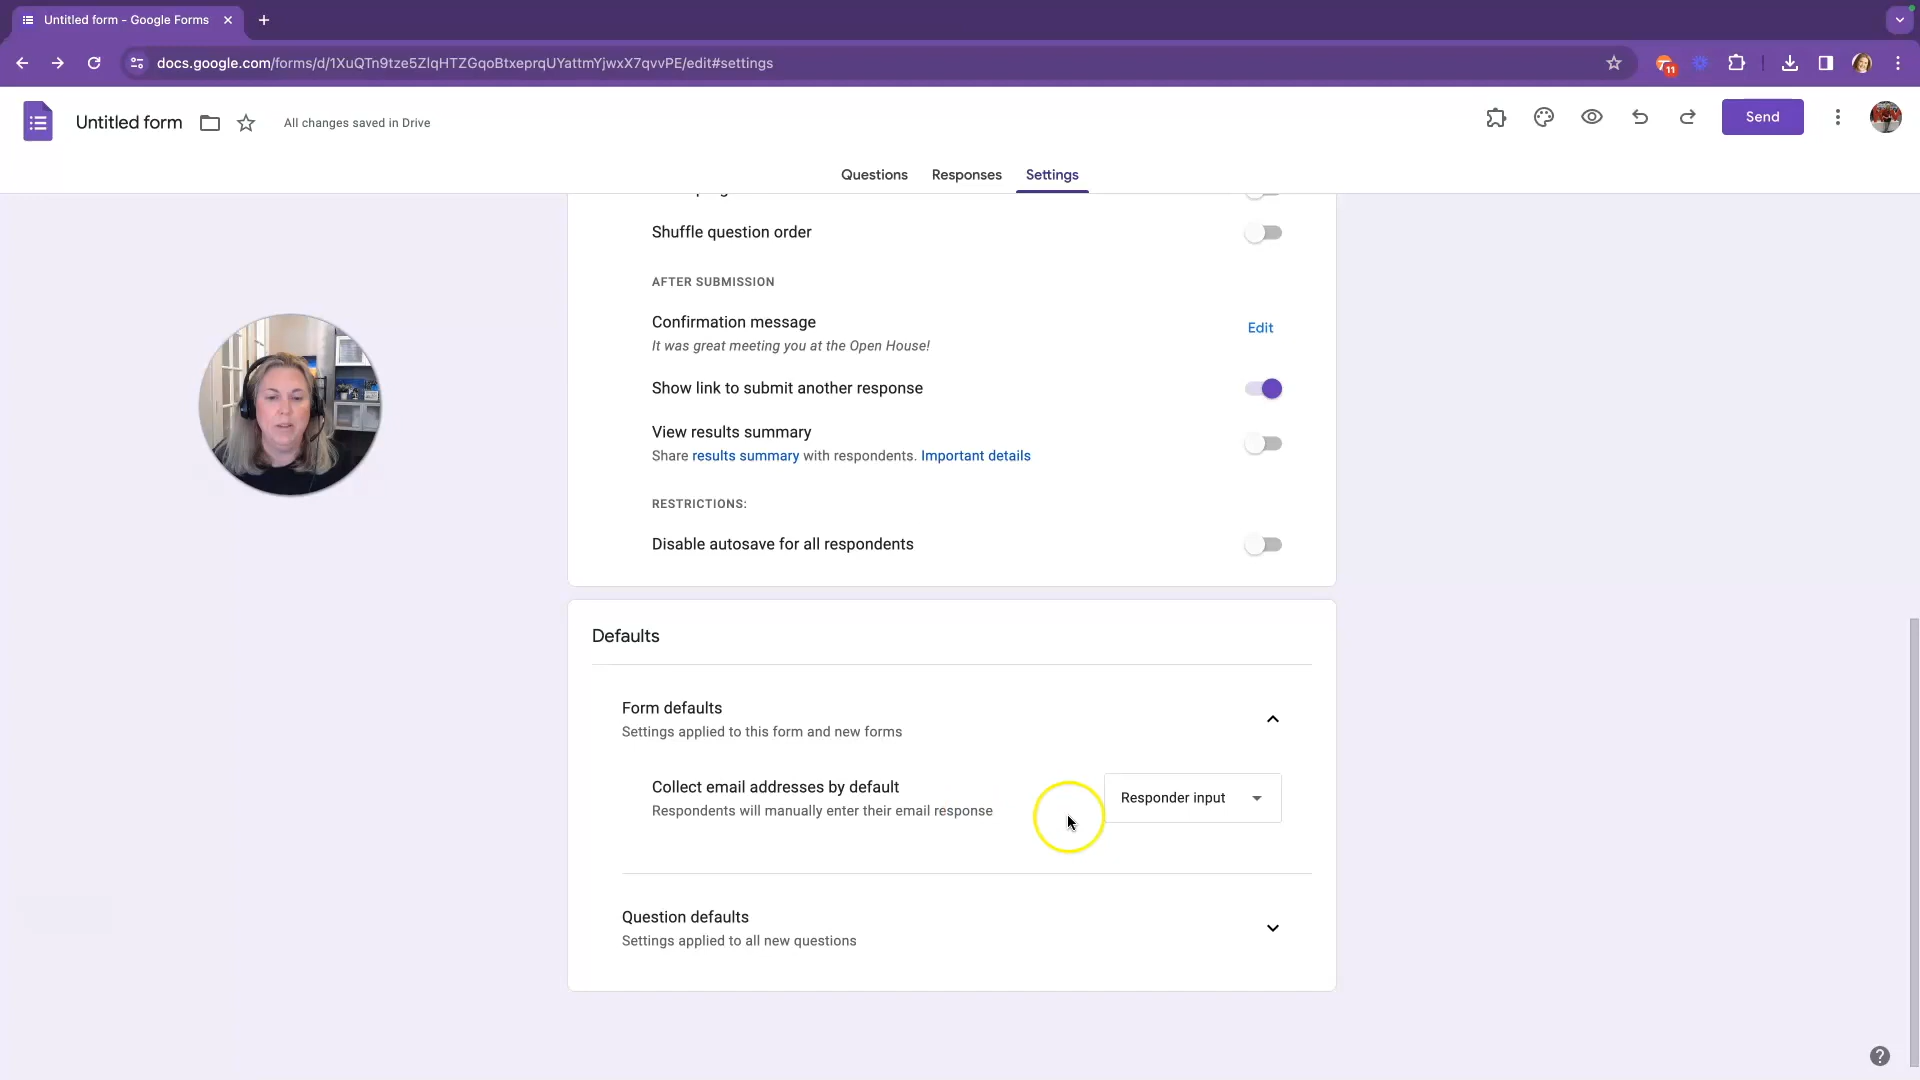 Untitled form - Google Forms
docs.google.com/forms/d/1XuQTn9tze5ZlqHTZGqoBtxeprqUYattmYjwxX7qvvPE/edit#settings
11
Untitled form
All changes saved in Drive
Send
Questions
Responses
Settings
Shuffle question order
AFTER SUBMISSION
Confirmation message
Edit
It was great meeting you at the Open House!
Show link to submit another response
View results summary
Share results summary with respondents. Important details
RESTRICTIONS:
Disable autosave for all respondents
Defaults
Form defaults
Settings applied to this form and new forms
Collect email addresses by default
Responder input
Respondents will manually enter their email response
Question defaults
Settings applied to all new questions